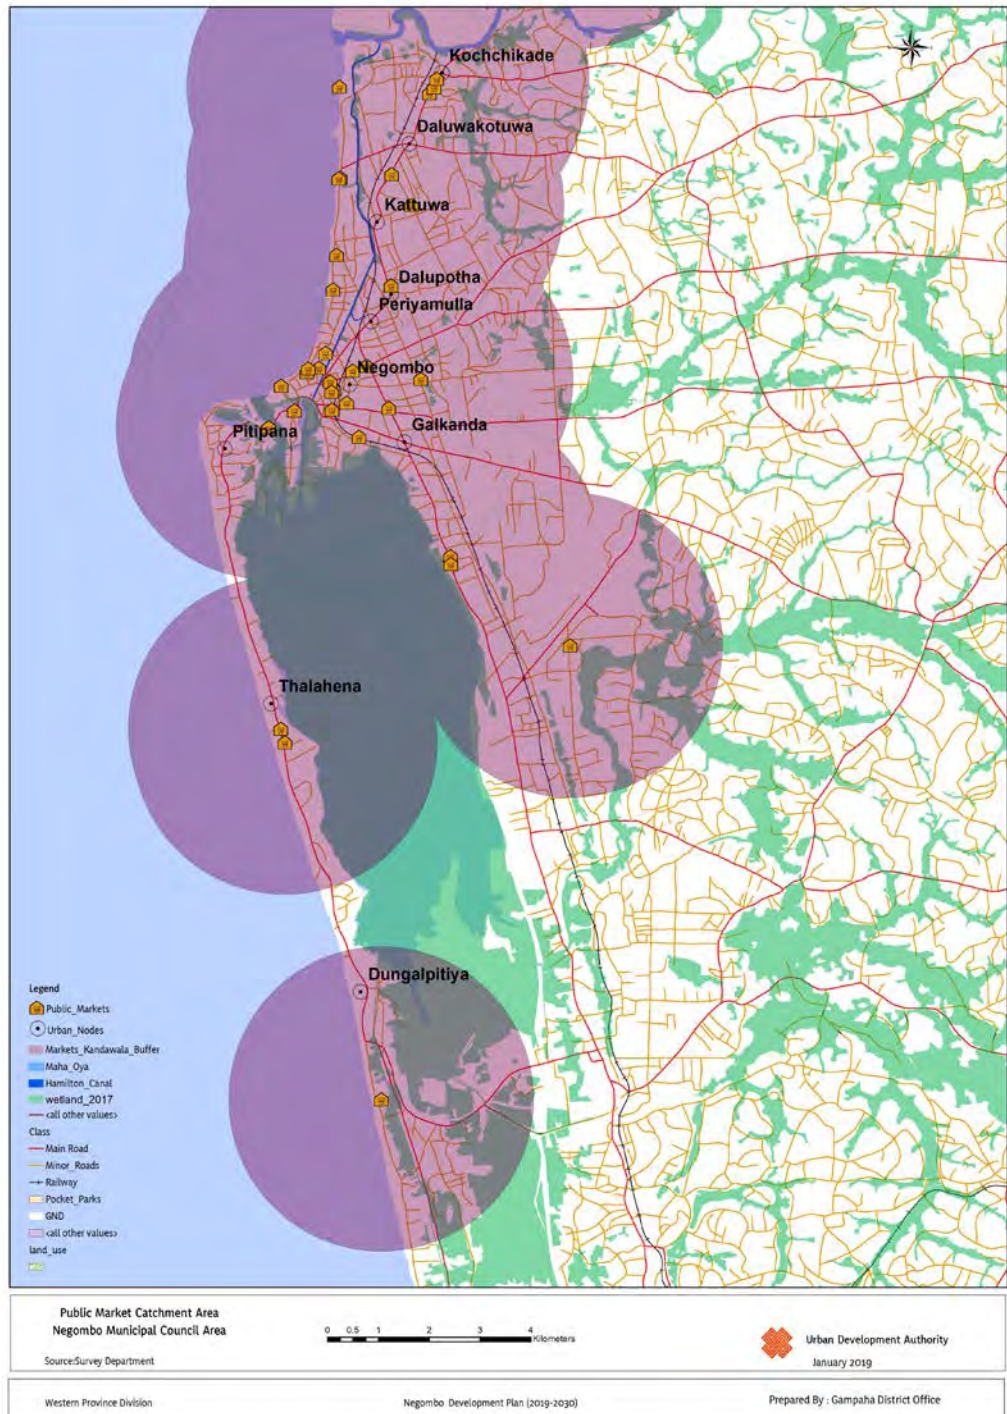 Kochchikade
Daluwakotuwa
Kattuwa
Dalupotha
Periyamulla
Negombo
Galkanda
Pitipana
Thalahena
Dungalpitiya
Legend
Public_Markets
Urban_Nodes
Markets_Kandawala_Buffer
Maha_Oya
Hamilton_Canal
wetland_2017
<all other values>
Class
Main Road
Minor_Roads
Railway
Pocket_Parks
GND
<all other values>
land_use
Public Market Catchment Area
Negombo Municipal Council Area
Source:Survey Department
0 0.5 1 2 3 4
Kilometers
Urban Development Authority
January 2019
Western Province Division
Negombo Development Plan (2019-2030)
Prepared By : Gampaha District Office